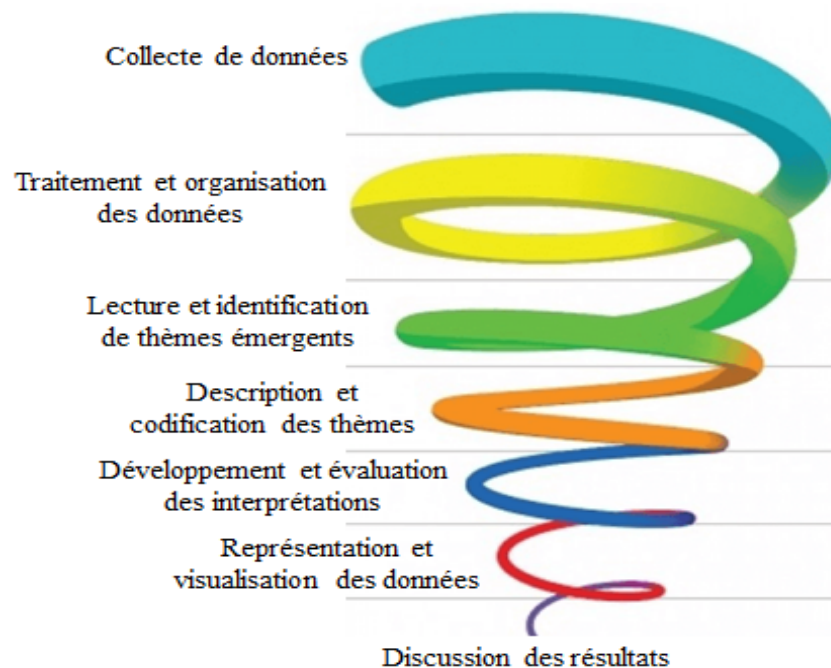 Collecte de données
Traitement et organisation
des données
Lecture et identification
de thèmes émergents
Description et
codification des thèmes
Développement et évaluation
des interprétations
Représentation et
visualisation des données
Discussion des résultats